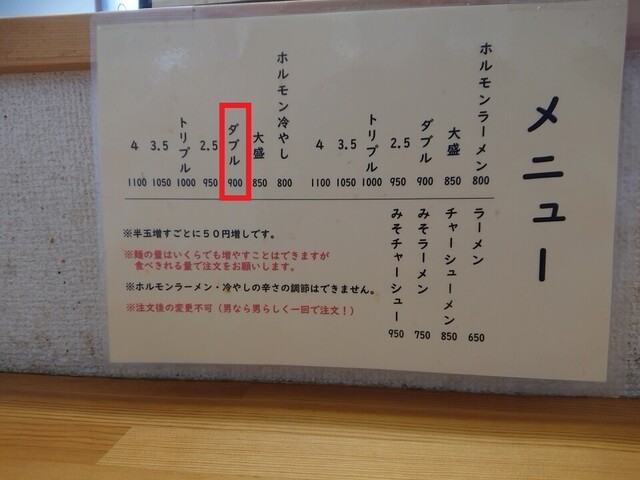 メニュー
ホルモンラーメン 800
大盛 850
ダブル 900
2.5 950
トリプル 1000
3.5 1050
4 1100
ホルモン冷やし 800
大盛 850
ダブル 900
2.5 950
トリプル 1000
3.5 1050
4 1100
ラーメン 650
チャーシューメン 850
みそラーメン 750
みそチャーシュー 950
※半玉増すごとに50円増しです。
※麺の量はいくらでも増やすことはできますが
食べきれる量で注文をお願いします。
※ホルモンラーメン・冷やしの辛さの調節はできません。
※注文後の変更不可（男なら男らしく一回で注文！）